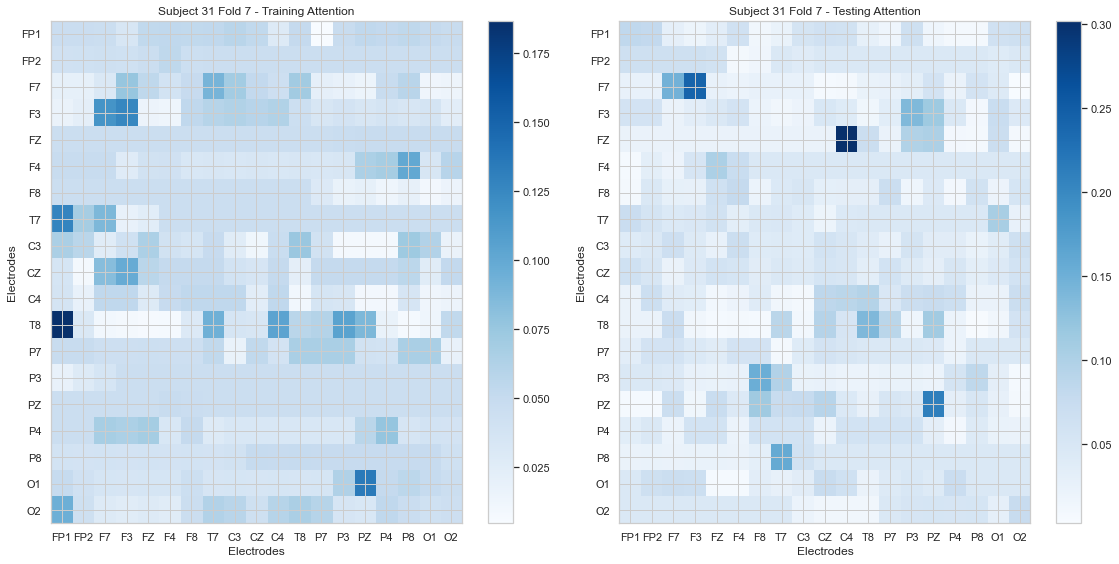 Subject 31 Fold 7 - Training Attention
Electrodes
FP1
FP2
F7
F3
FZ
F4
F8
T7
C3
CZ
C4
T8
P7
P3
PZ
P4
P8
O1
O2
FP1 FP2 F7 F3 FZ F4 F8 T7 C3 CZ C4 T8 P7 P3 PZ P4 P8 O1 O2
Electrodes
0.175
0.150
0.125
0.100
0.075
0.050
0.025
Subject 31 Fold 7 - Testing Attention
Electrodes
FP1
FP2
F7
F3
FZ
F4
F8
T7
C3
CZ
C4
T8
P7
P3
PZ
P4
P8
O1
O2
FP1 FP2 F7 F3 FZ F4 F8 T7 C3 CZ C4 T8 P7 P3 PZ P4 P8 O1 O2
Electrodes
0.30
0.25
0.20
0.15
0.10
0.05